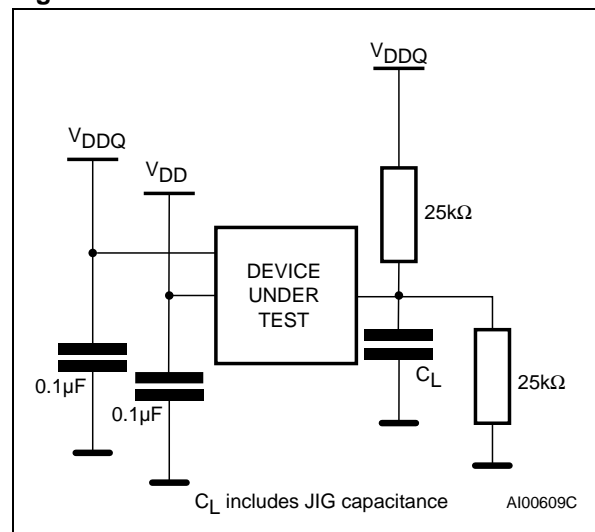 VDDQ
VDDQ
VDD
25kΩ
DEVICE
UNDER
TEST
0.1µF
0.1µF
CL
25kΩ
CL includes JIG capacitance
AI00609C